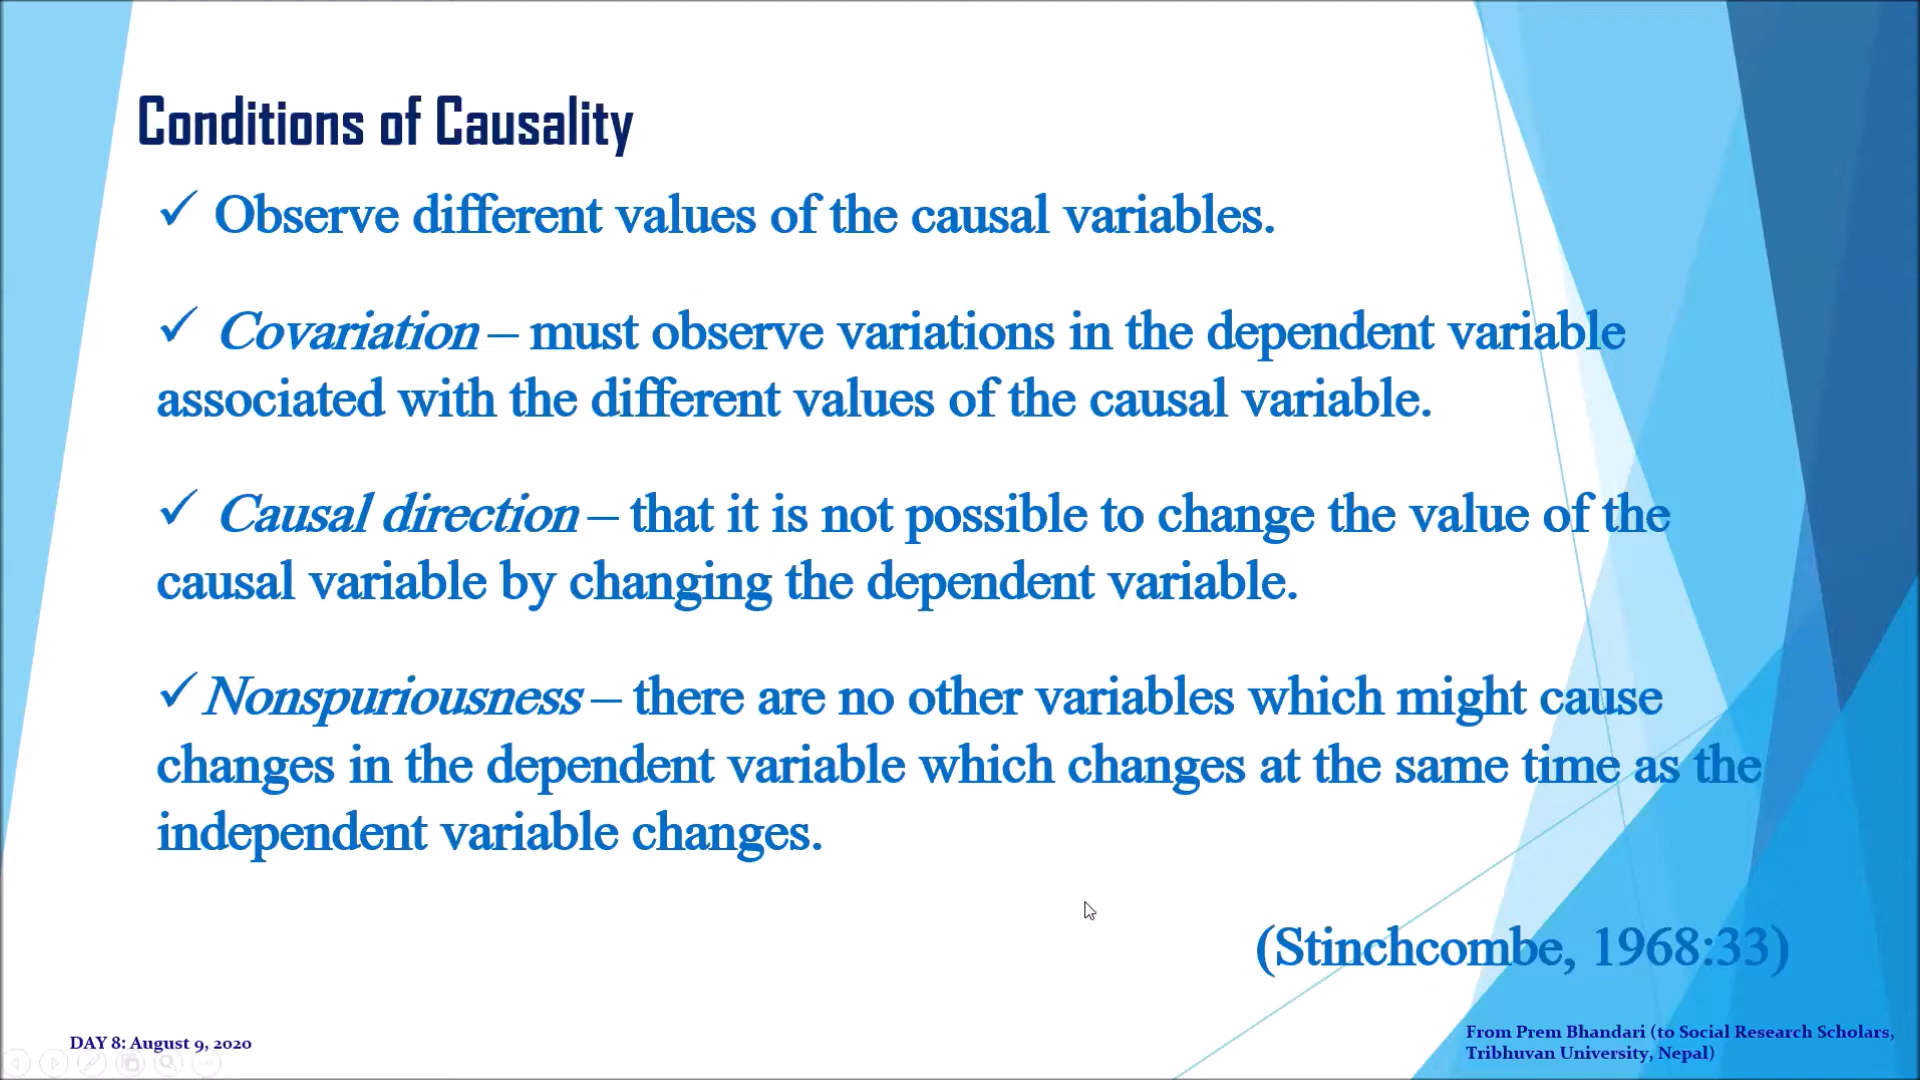 Conditions of Causality
✓ Observe different values of the causal variables.
✓ Covariation – must observe variations in the dependent variable
associated with the different values of the causal variable.
✓ Causal direction – that it is not possible to change the value of the
causal variable by changing the dependent variable.
✓Nonspuriousness – there are no other variables which might cause
changes in the dependent variable which changes at the same time as the
independent variable changes.
(Stinchcombe, 1968:33)
DAY 8: August 9, 2020
From Prem Bhandari (to Social Research Scholars,
Tribhuvan University, Nepal)